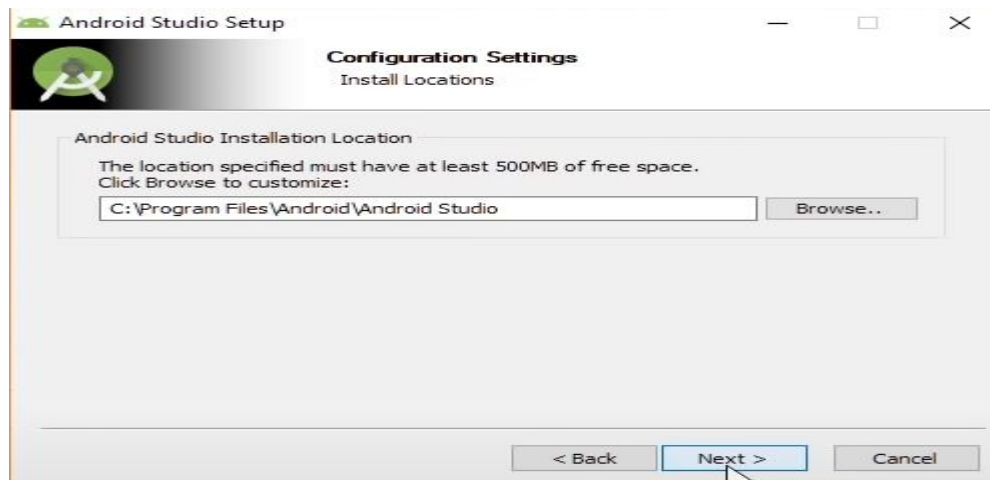 Android Studio Setup
Configuration Settings
Install Locations
Android Studio Installation Location
The location specified must have at least 500MB of free space.
Click Browse to customize:
C:\Program Files\Android\Android Studio
Browse..
< Back
Next >
Cancel